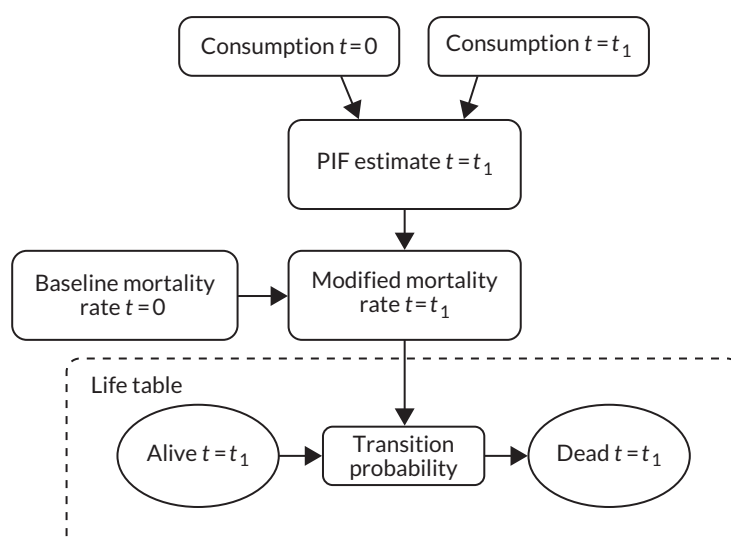 Consumption t=0
Consumption t=t1
PIF estimate t=t1
Baseline mortality
rate t=0
Modified mortality
rate t=t1
Life table
Alive t=t1
Transition
probability
Dead t=t1